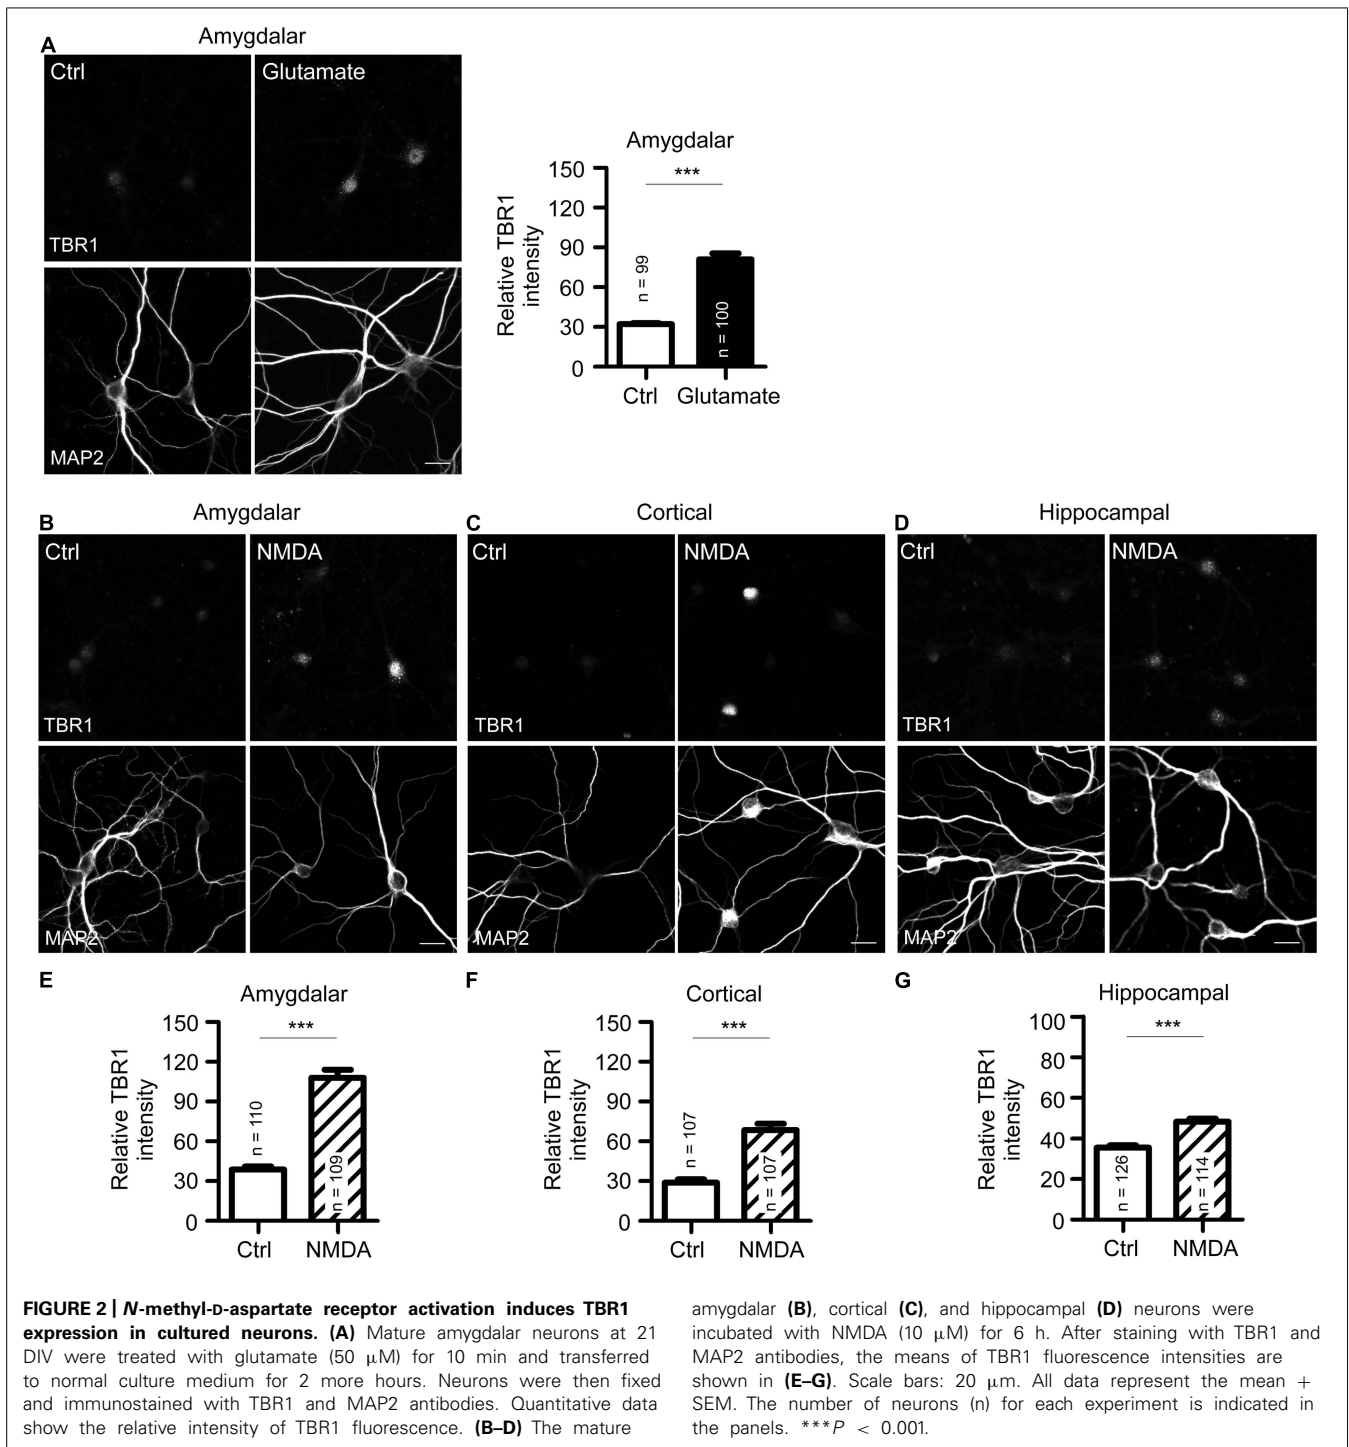 A
Amygdalar
Ctrl
Glutamate
TBR1
MAP2
Amygdalar
Relative TBR1
intensity
150
120
90
60
30
0
***
n = 99
n = 100
Ctrl
Glutamate
B
Amygdalar
Ctrl
NMDA
TBR1
MAP2
C
Cortical
Ctrl
NMDA
TBR1
MAP2
D
Hippocampal
Ctrl
NMDA
TBR1
MAP2
E
Amygdalar
Relative TBR1
intensity
150
120
90
60
30
0
***
n = 110
n = 109
Ctrl
NMDA
F
Cortical
Relative TBR1
intensity
150
120
90
60
30
0
***
n = 107
n = 107
Ctrl
NMDA
G
Hippocampal
Relative TBR1
intensity
100
80
60
40
20
0
***
n = 126
n = 114
Ctrl
NMDA
FIGURE 2 | N-methyl-D-aspartate receptor activation induces TBR1
expression in cultured neurons. (A) Mature amygdalar neurons at 21
DIV were treated with glutamate (50 μM) for 10 min and transferred
to normal culture medium for 2 more hours. Neurons were then fixed
and immunostained with TBR1 and MAP2 antibodies. Quantitative data
show the relative intensity of TBR1 fluorescence. (B–D) The mature
amygdalar (B), cortical (C), and hippocampal (D) neurons were
incubated with NMDA (10 μM) for 6 h. After staining with TBR1 and
MAP2 antibodies, the means of TBR1 fluorescence intensities are
shown in (E–G). Scale bars: 20 μm. All data represent the mean +
SEM. The number of neurons (n) for each experiment is indicated in
the panels. ***P < 0.001.